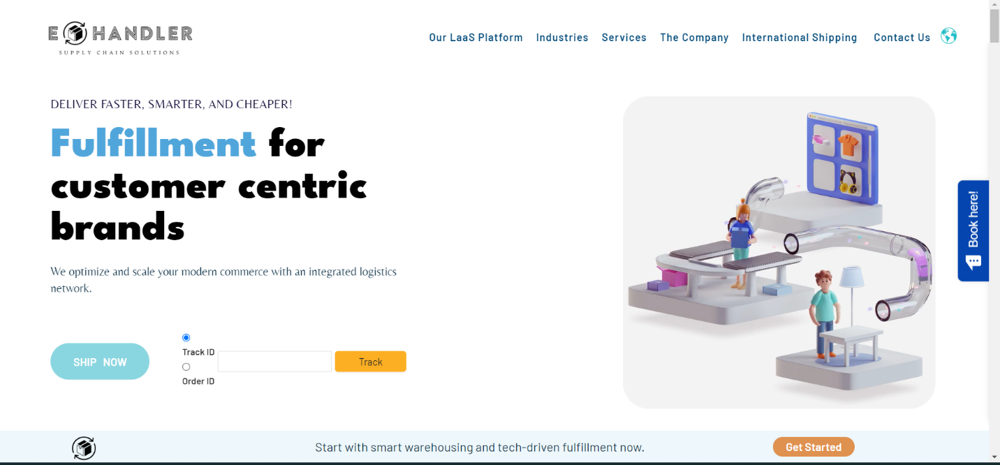 E HANDLER
SUPPLY CHAIN SOLUTIONS
Our LaaS Platform Industries Services The Company International Shipping Contact Us
DELIVER FASTER, SMARTER, AND CHEAPER!
Fulfillment for
customer centric
brands
We optimize and scale your modern commerce with an integrated logistics
network.
SHIP NOW
Track ID
Order ID
Track
Book here!
Start with smart warehousing and tech-driven fulfillment now.
Get Started